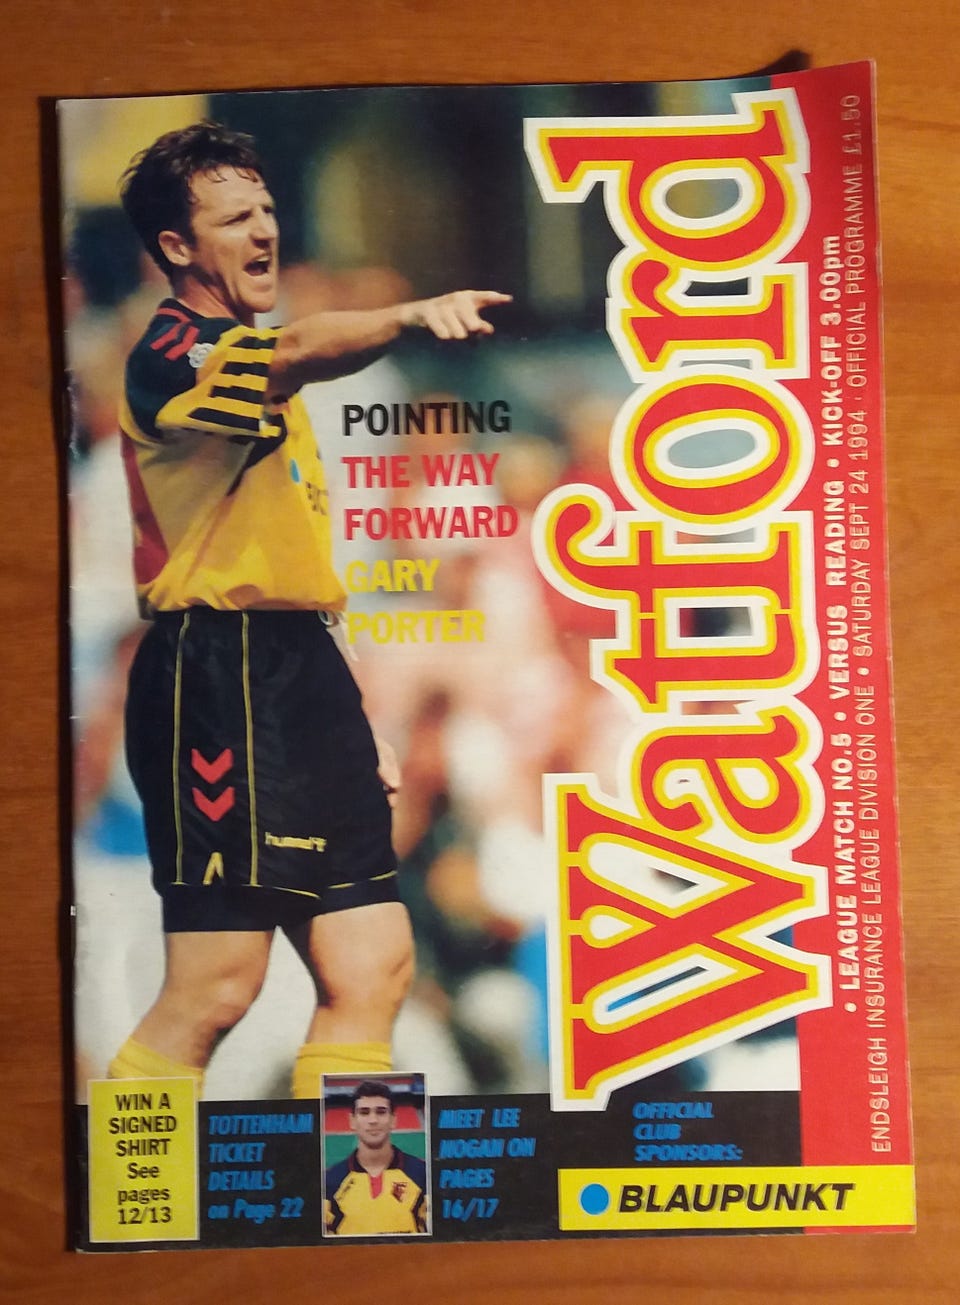 Watford
• LEAGUE MATCH NO.5 • VERSUS READING • KICK-OFF 3.00pm
ENDSLEIGH INSURANCE LEAGUE DIVISION ONE • SATURDAY SEPT 24 1994 · OFFICIAL PROGRAMME £1.50
POINTING
THE WAY
FORWARD
GARY
PORTER
hummel
WIN A
SIGNED
SHIRT
See
pages
12/13
TOTTENHAM
TICKET
DETAILS
on Page 22
MEET LEE
NOGAN ON
PAGES
16/17
OFFICIAL
CLUB
SPONSORS:
BLAUPUNKT